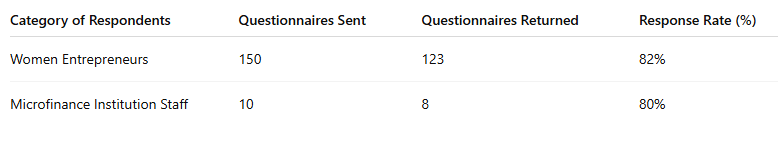 Category of Respondents Questionnaires Sent Questionnaires Returned Response Rate (%)
Women Entrepreneurs 150 123 82%
Microfinance Institution Staff 10 8 80%